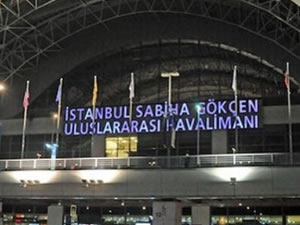 İSTANBUL SABİHA GÖKÇEN
ULUSLARARASI HAVALİMANI